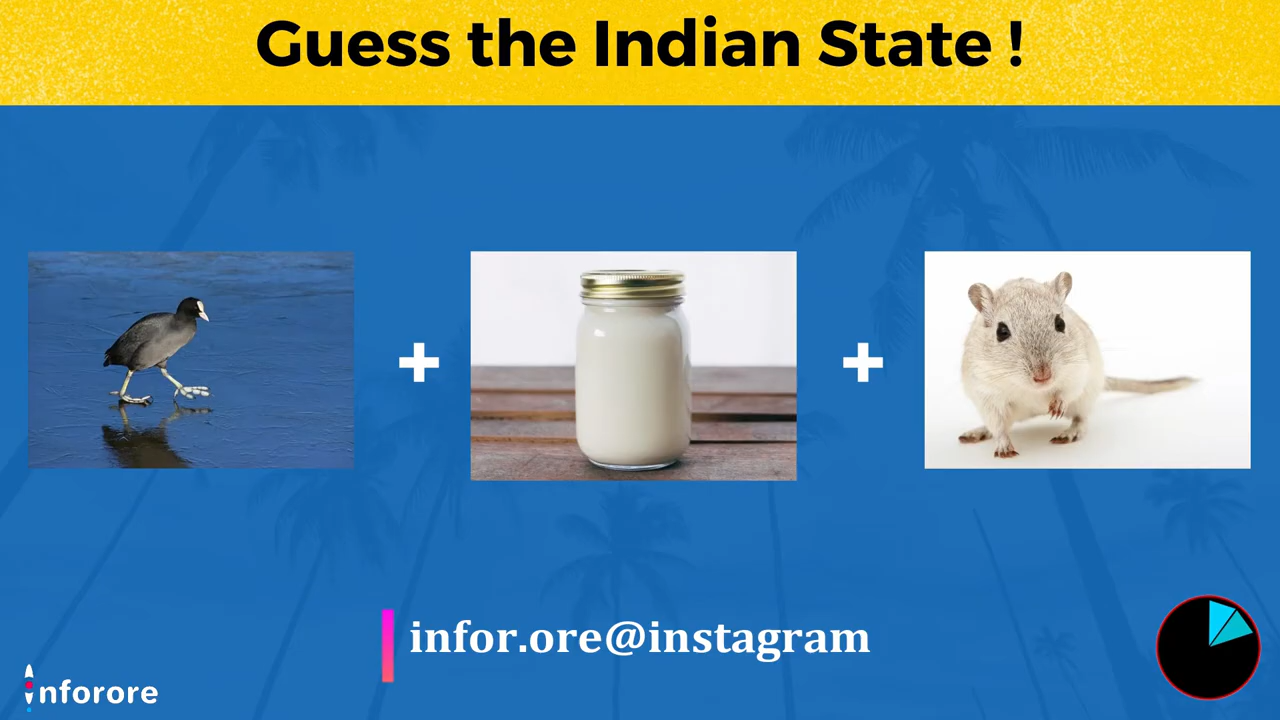 Guess the Indian State !
+
+
infor.ore@instagram
inforore